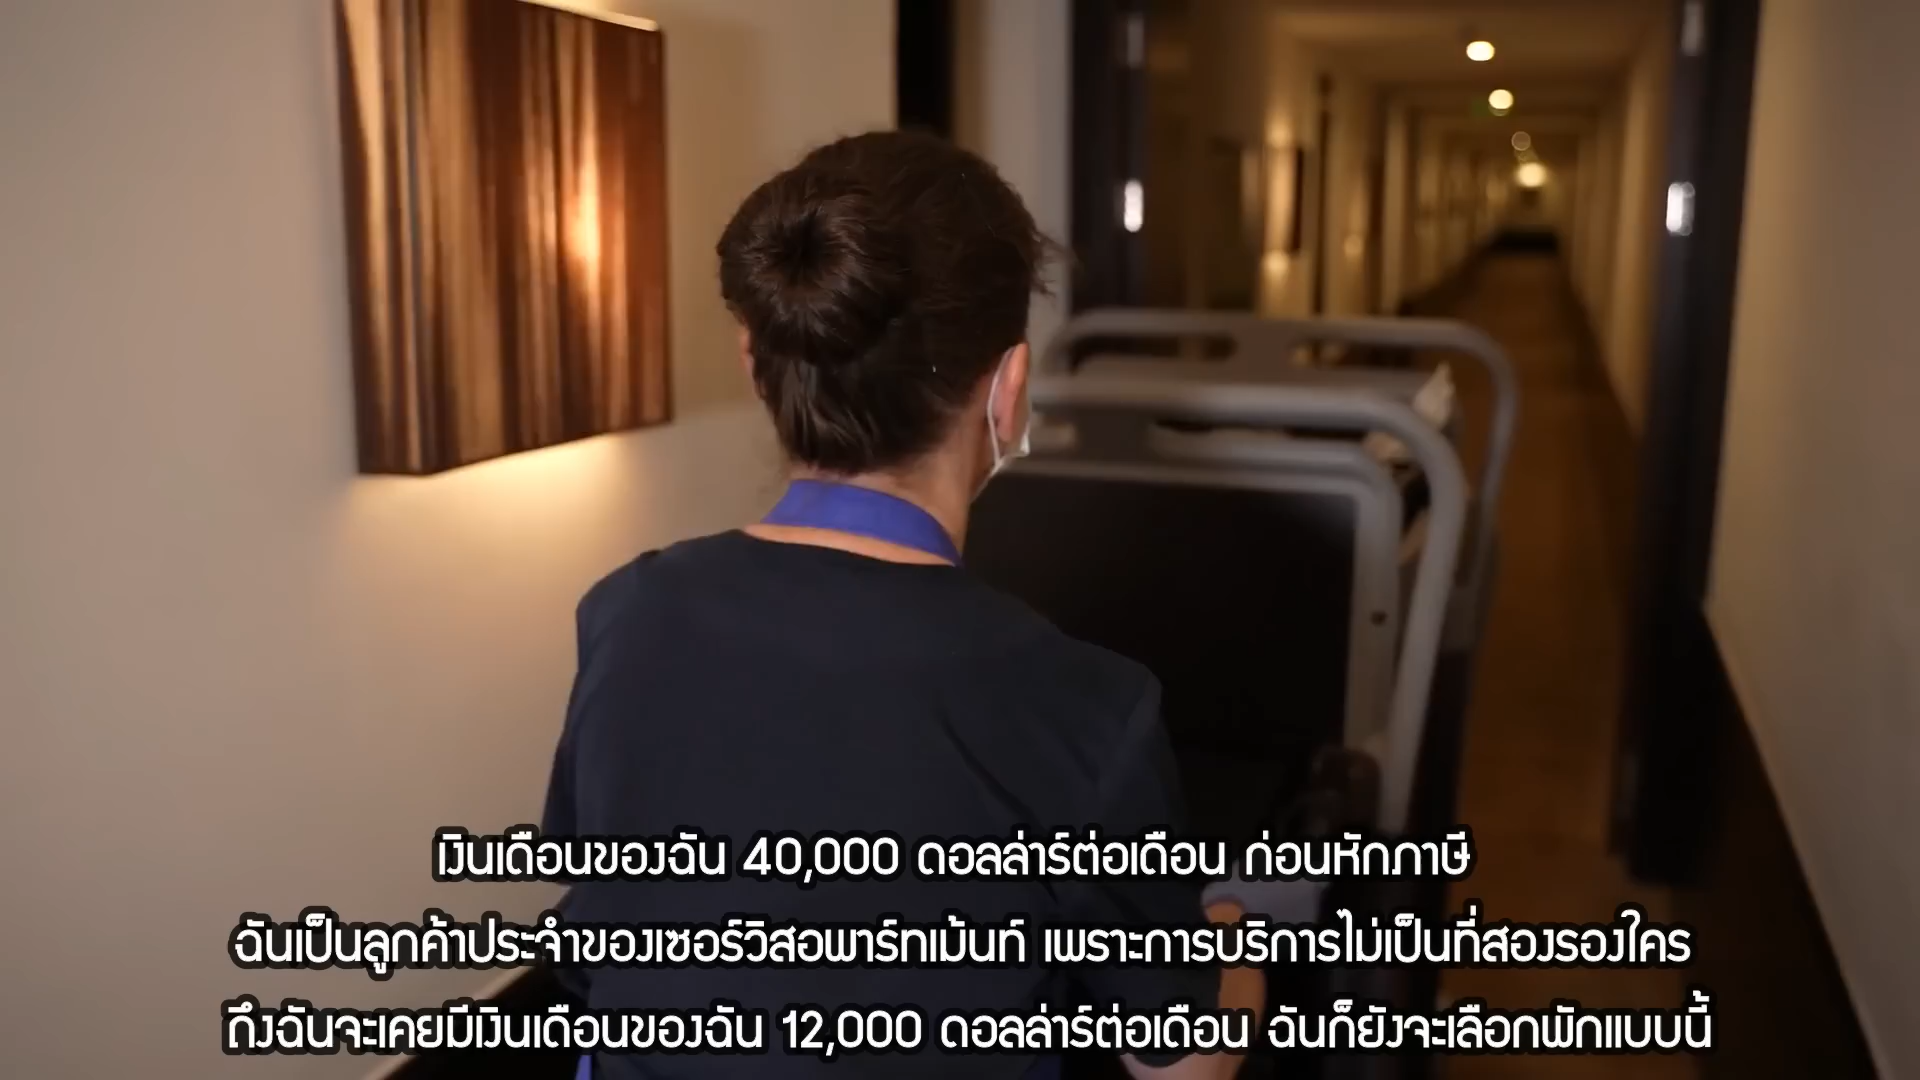 เงินเดือนของฉัน 40,000 ดอลล่าร์ต่อเดือน ก่อนหักภาษี
ฉันเป็นลูกค้าประจำของเซอร์วิสอพาร์ทเม้นท์ เพราะการบริการไม่เป็นที่สองรองใคร
ถึงฉันจะเคยมีเงินเดือนของฉัน 12,000 ดอลล่าร์ต่อเดือน ฉันก็ยังจะเลือกพักแบบนี้